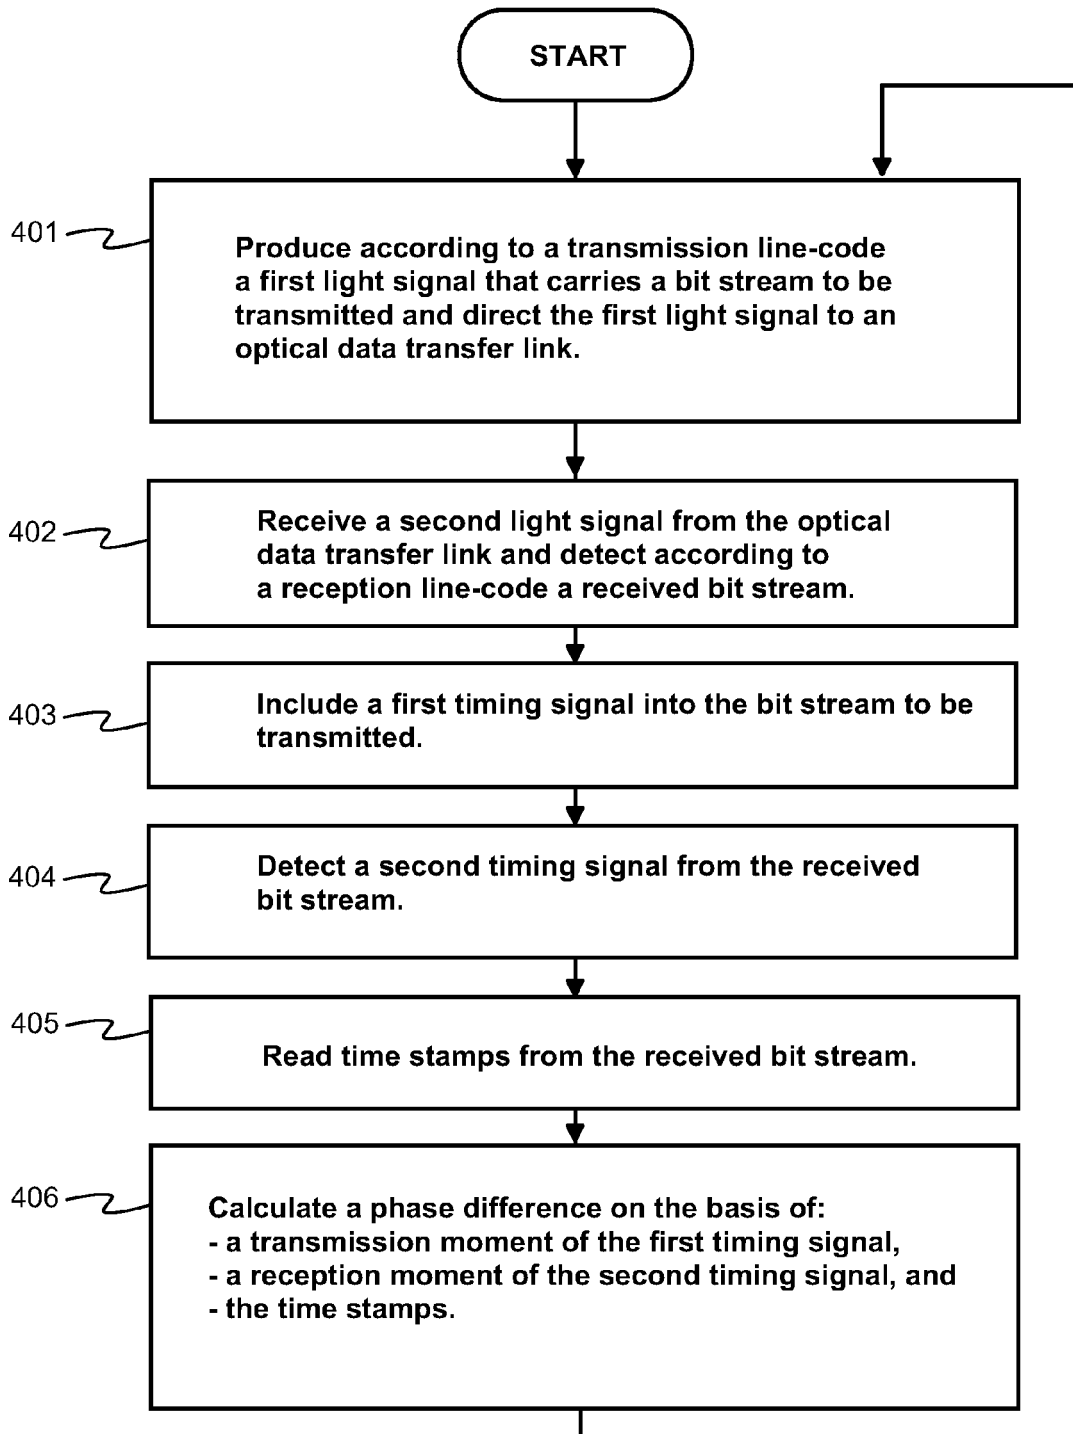 START
401
Produce according to a transmission line-code
a first light signal that carries a bit stream to be
transmitted and direct the first light signal to an
optical data transfer link.
402
Receive a second light signal from the optical
data transfer link and detect according to
a reception line-code a received bit stream.
403
Include a first timing signal into the bit stream to be
transmitted.
404
Detect a second timing signal from the received
bit stream.
405
Read time stamps from the received bit stream.
406
Calculate a phase difference on the basis of:
- a transmission moment of the first timing signal,
- a reception moment of the second timing signal, and
- the time stamps.